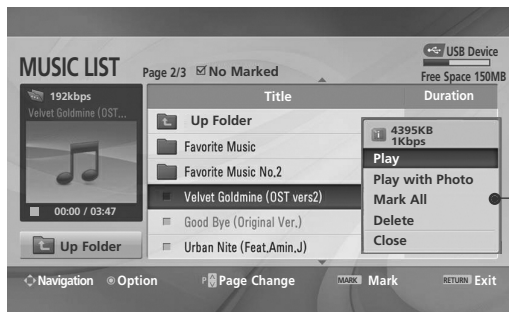 USB Device
MUSIC LIST
Page 2/3 ☑ No Marked
Free Space 150MB
192kbps
Velvet Goldmine (OST...
00:00 / 03:47
Up Folder
Title
Duration
Up Folder
Favorite Music
Favorite Music No.2
Velvet Goldmine (OST vers2)
Good Bye (Original Ver.)
Urban Nite (Feat,Amin,J)
4395KB
1Kbps
Play
Play with Photo
Mark All
Delete
Close
Navigation
Option
P Page Change
MARK Mark
RETURN Exit